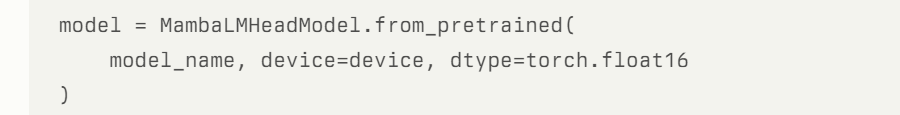 model = MambaLMHeadModel.from_pretrained(
    model_name, device=device, dtype=torch.float16
)